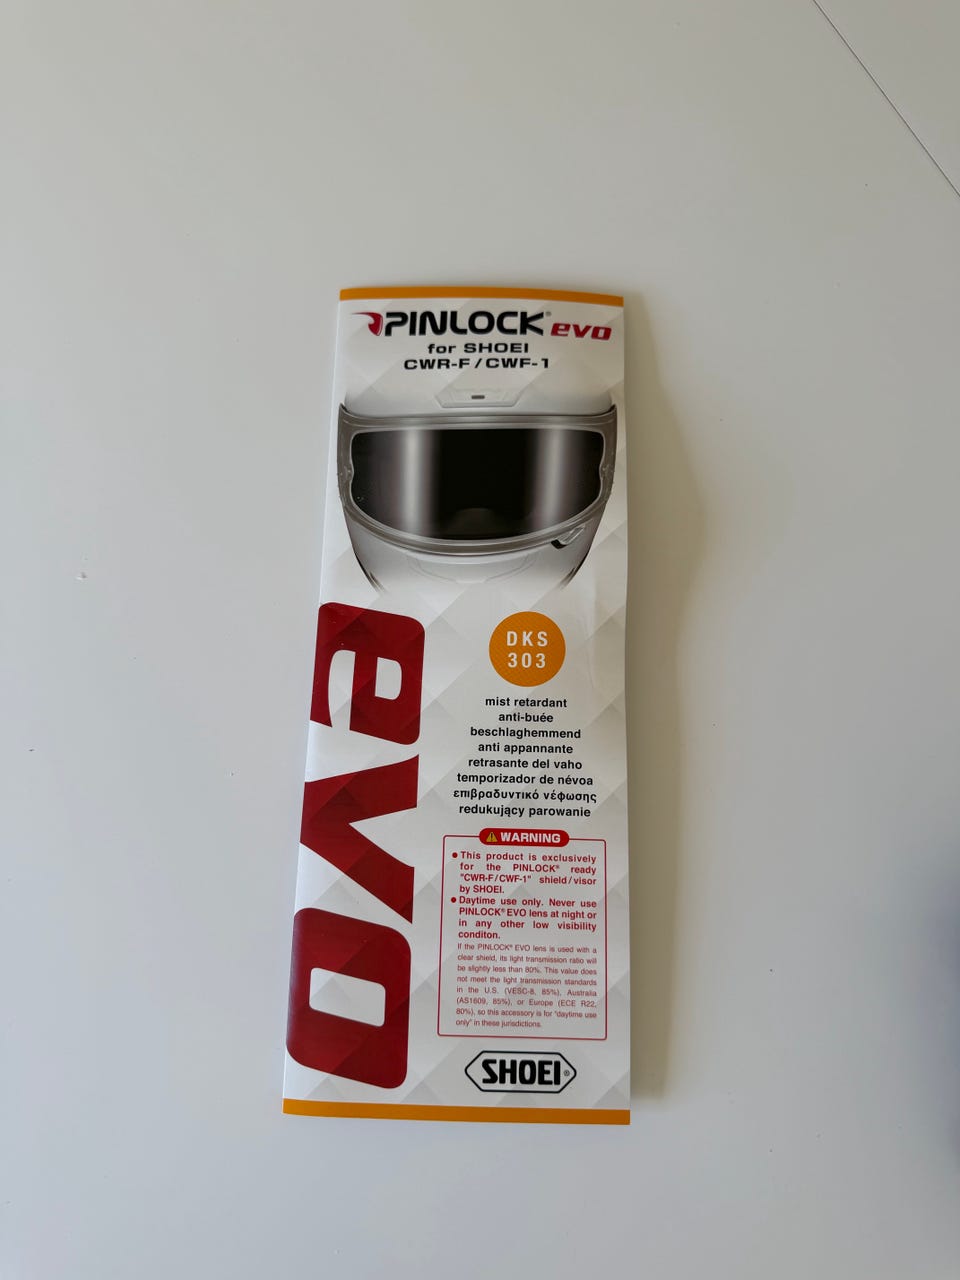 PINLOCK® evo
for SHOEI
CWR-F / CWF-1
evo
DKS
303
mist retardant
anti-buée
beschlaghemmend
anti appannante
retrasante del vaho
temporizador de névoa
επιβραδυντικό νέφωσης
redukujący parowanie
WARNING
● This product is exclusively
for the PINLOCK® ready
"CWR-F/CWF-1" shield/visor
by SHOEI.
● Daytime use only. Never use
PINLOCK® EVO lens at night or
in any other low visibility
conditon.
If the PINLOCK® EVO lens is used with a
clear shield, its light transmission ratio will
be slightly less than 80%. This value does
not meet the light transmission standards
in the U.S. (VESC-8, 85%), Australia
(AS1609, 85%), or Europe (ECE R22,
80%), so this accessory is for "daytime use
only" in these jurisdictions.
SHOEI®